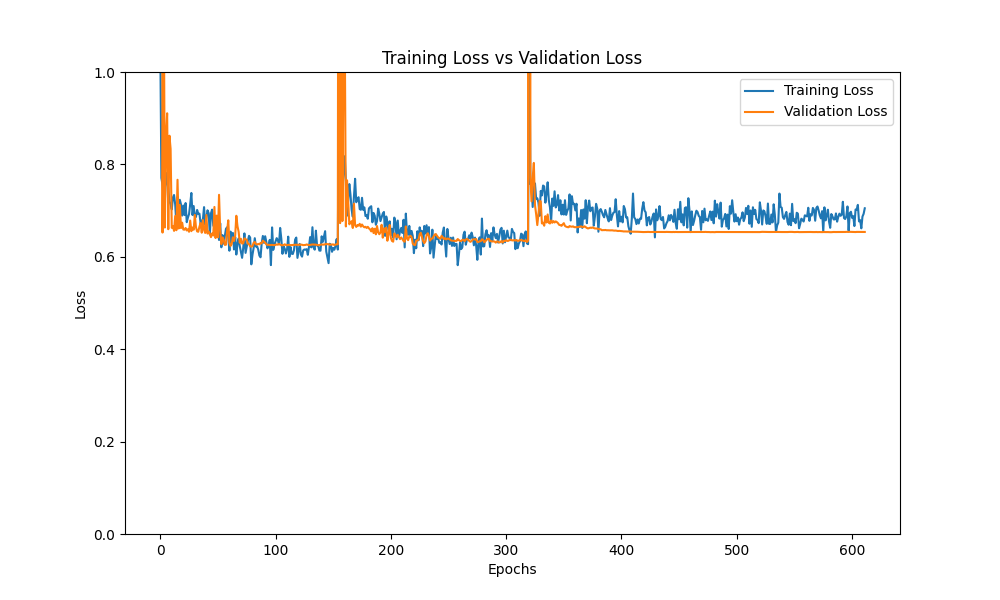 Training Loss vs Validation Loss
Training Loss
Validation Loss
1.0
0.8
0.6
0.4
0.2
0.0
Loss
0 100 200 300 400 500 600
Epochs